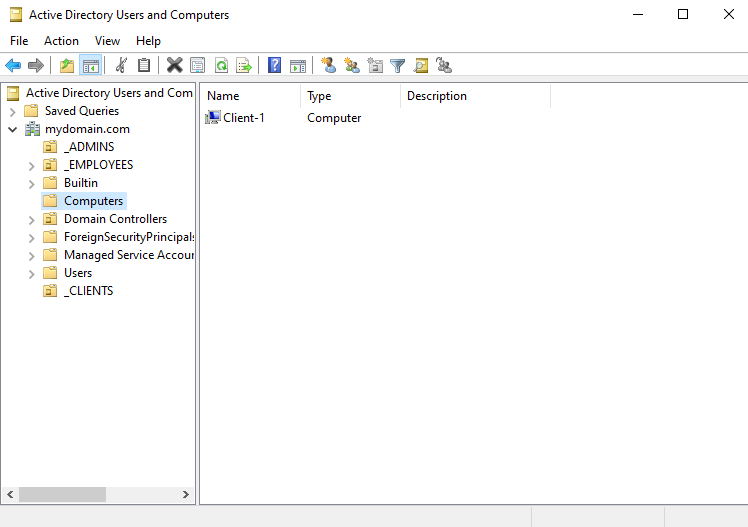 Active Directory Users and Computers
File Action View Help
Active Directory Users and Com
Saved Queries
mydomain.com
_ADMINS
_EMPLOYEES
Builtin
Computers
Domain Controllers
ForeignSecurityPrincipals
Managed Service Accour
Users
_CLIENTS
Name Type Description
Client-1 Computer